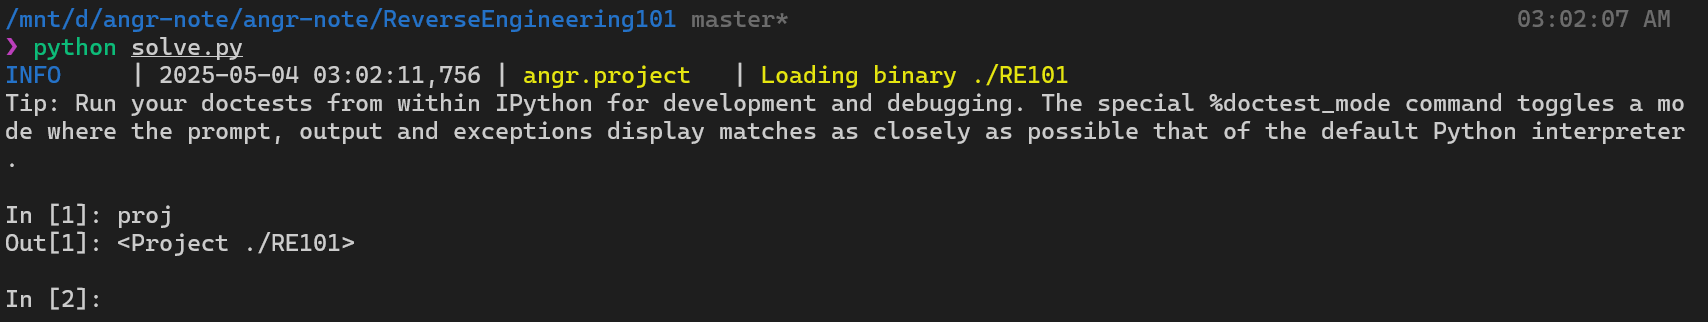 /mnt/d/angr-note/angr-note/ReverseEngineering101 master* 03:02:07 AM
❯ python solve.py
INFO     | 2025-05-04 03:02:11,756 | angr.project   | Loading binary ./RE101
Tip: Run your doctests from within IPython for development and debugging. The special %doctest_mode command toggles a mo
de where the prompt, output and exceptions display matches as closely as possible that of the default Python interpreter
.
In [1]: proj
Out[1]: <Project ./RE101>
In [2]: